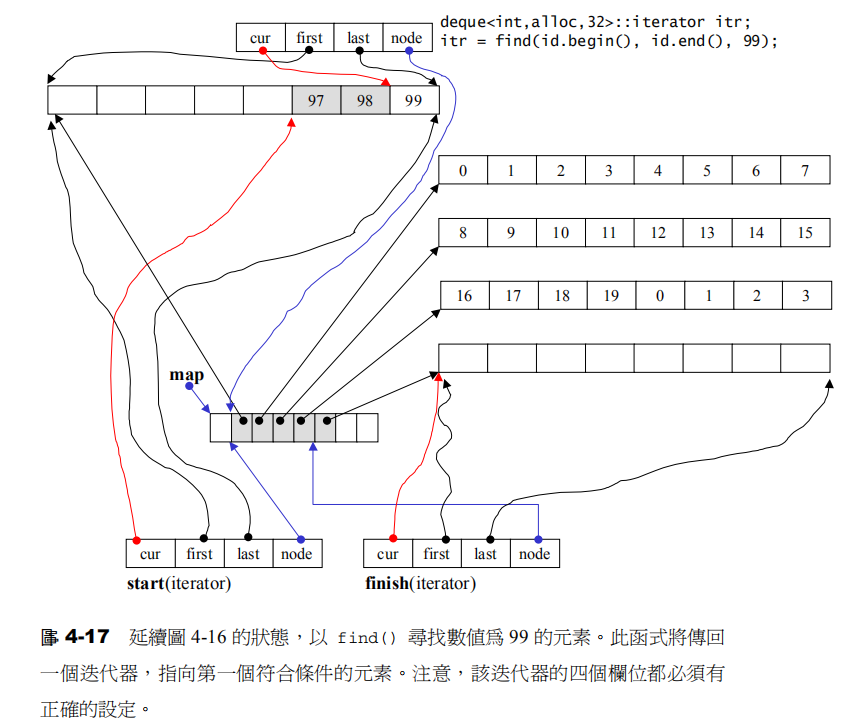 cur first last node
deque<int,alloc,32>::iterator itr;
itr = find(id.begin(), id.end(), 99);
97 98 99
0 1 2 3 4 5 6 7
8 9 10 11 12 13 14 15
16 17 18 19 0 1 2 3
map
cur first last node
start(iterator)
cur first last node
finish(iterator)
圖 4-17 延續圖 4-16 的狀態，以 find() 尋找數值為 99 的元素。此函式將傳回
一個迭代器，指向第一個符合條件的元素。注意，該迭代器的四個欄位都必須有
正確的設定。